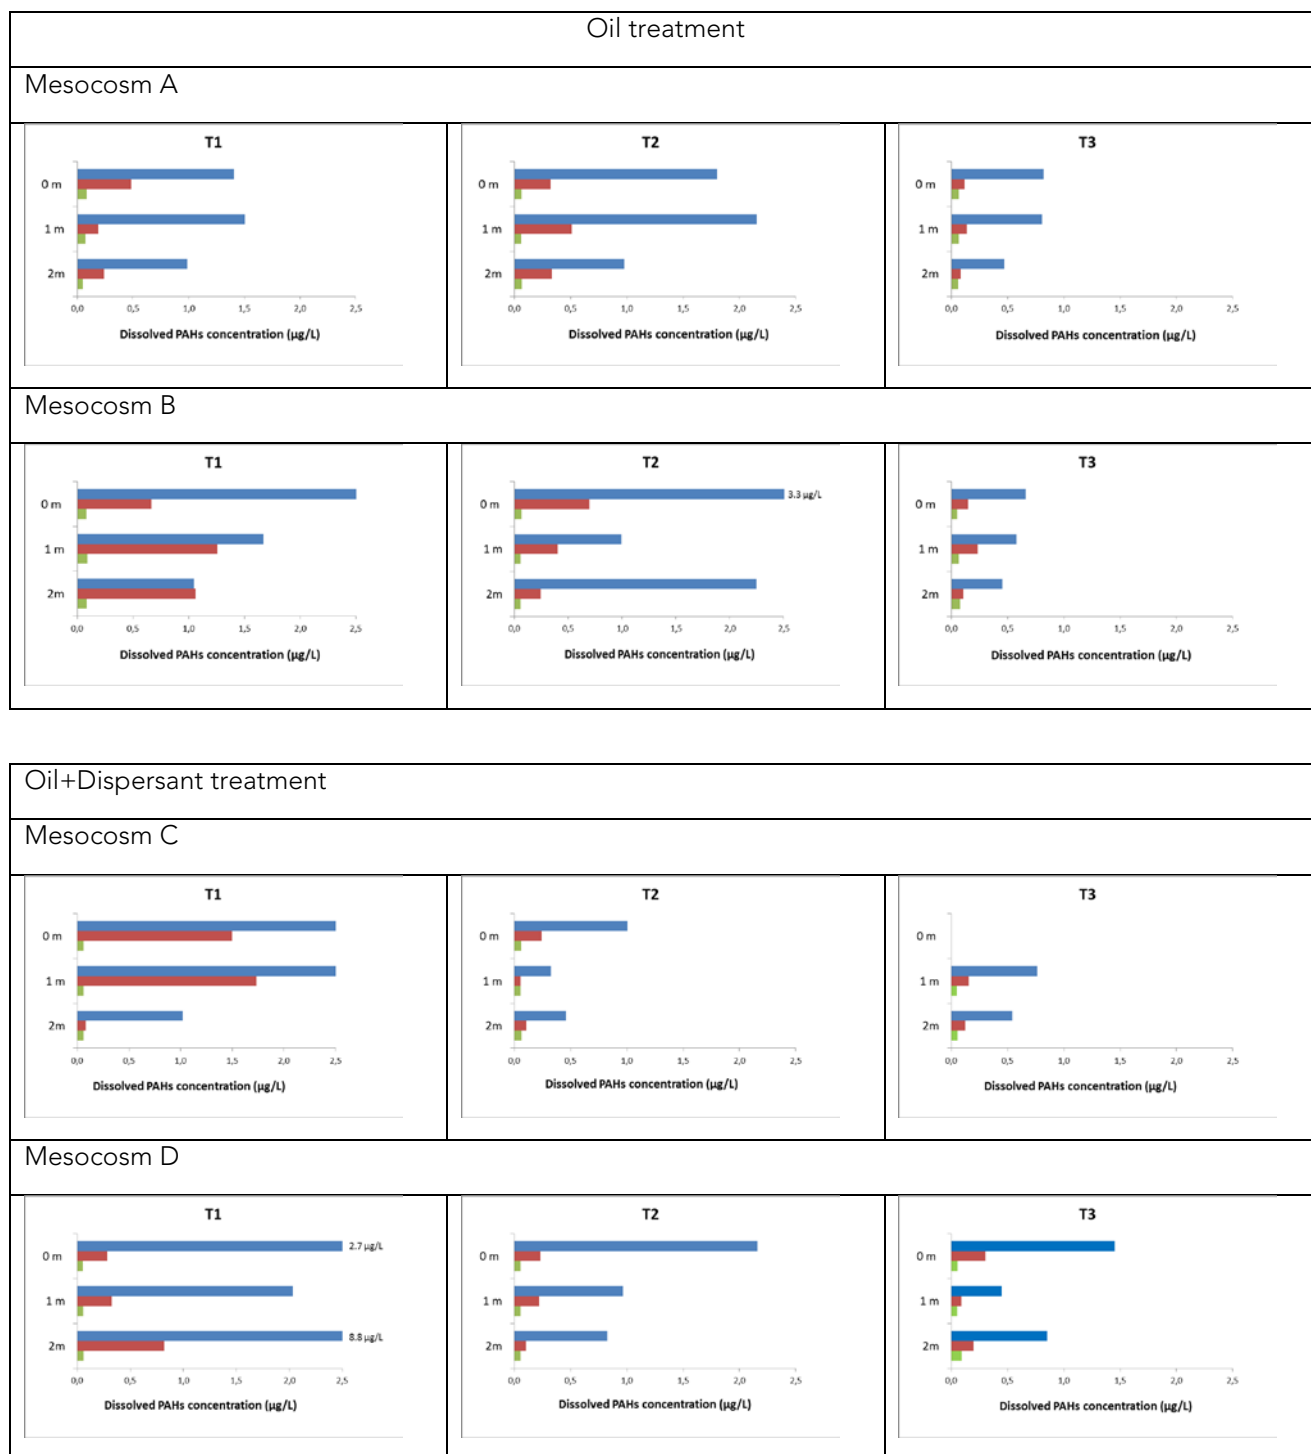 Oil treatment
Mesocosm A
T1
0 m
1 m
2m
0,0 0,5 1,0 1,5 2,0 2,5
Dissolved PAHs concentration (µg/L)
T2
0 m
1 m
2m
0,0 0,5 1,0 1,5 2,0 2,5
Dissolved PAHs concentration (µg/L)
T3
0 m
1 m
2m
0,0 0,5 1,0 1,5 2,0 2,5
Dissolved PAHs concentration (µg/L)
Mesocosm B
T1
0 m
1 m
2m
0,0 0,5 1,0 1,5 2,0 2,5
Dissolved PAHs concentration (µg/L)
T2
3.3 µg/L
0 m
1 m
2m
0,0 0,5 1,0 1,5 2,0 2,5
Dissolved PAHs concentration (µg/L)
T3
0 m
1 m
2m
0,0 0,5 1,0 1,5 2,0 2,5
Dissolved PAHs concentration (µg/L)
Oil+Dispersant treatment
Mesocosm C
T1
0 m
1 m
2m
0,0 0,5 1,0 1,5 2,0 2,5
Dissolved PAHs concentration (µg/L)
T2
0 m
1 m
2m
0,0 0,5 1,0 1,5 2,0 2,5
Dissolved PAHs concentration (µg/L)
T3
0 m
1 m
2m
0,0 0,5 1,0 1,5 2,0 2,5
Dissolved PAHs concentration (µg/L)
Mesocosm D
T1
2.7 µg/L
0 m
1 m
8.8 µg/L
2m
0,0 0,5 1,0 1,5 2,0 2,5
Dissolved PAHs concentration (µg/L)
T2
0 m
1 m
2m
0,0 0,5 1,0 1,5 2,0 2,5
Dissolved PAHs concentration (µg/L)
T3
0 m
1 m
2m
0,0 0,5 1,0 1,5 2,0 2,5
Dissolved PAHs concentration (µg/L)